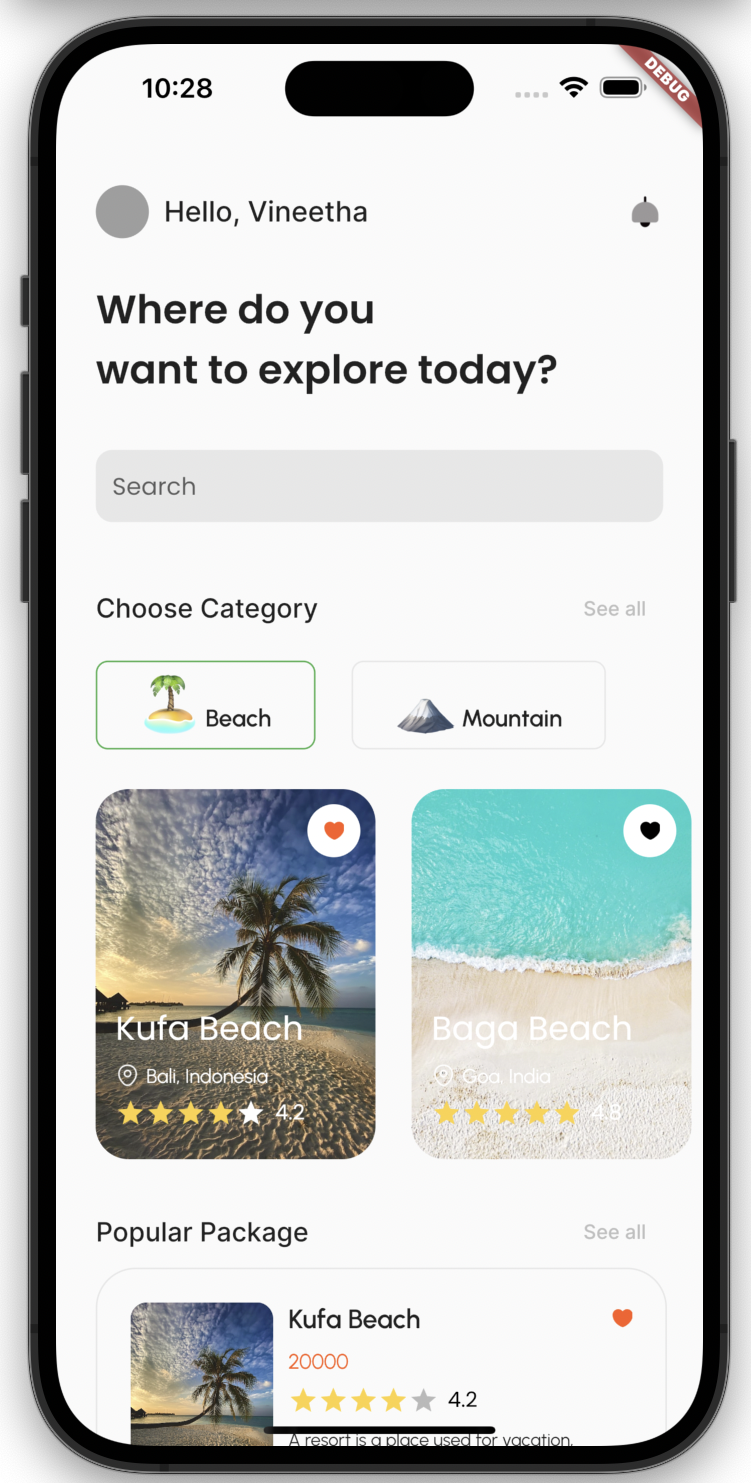 10:28
DEBUG
Hello, Vineetha
Where do you
want to explore today?
Search
Choose Category
See all
Beach
Mountain
Kufa Beach
Bali, Indonesia
4.2
Baga Beach
Goa, India
4.8
Popular Package
See all
Kufa Beach
20000
4.2
A resort is a place used for vacation,